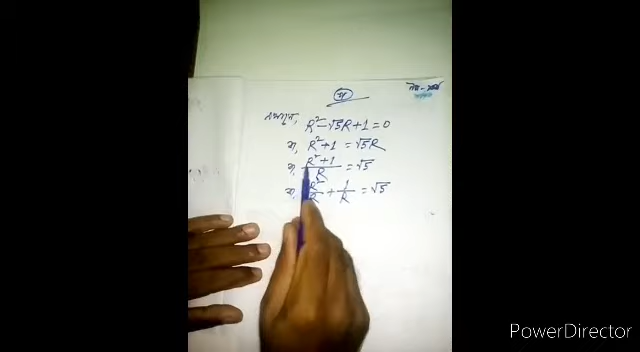 দেওয়া আছে,
R² - √5R + 1 = 0
বা, R² + 1 = √5R
বা, R² + 1 / R = √5
বা, R² / R + 1 / R = √5
PowerDirector